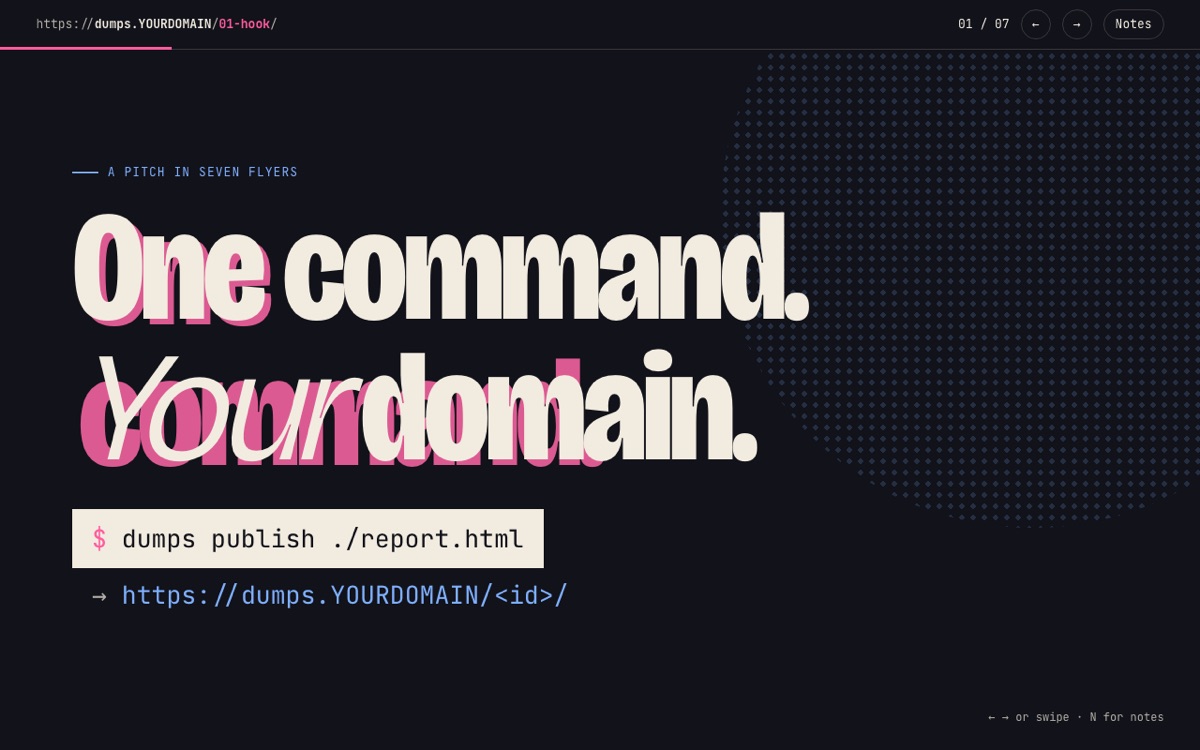 https://dumps.YOURDOMAIN/01-hook/
01 / 07 ← → Notes
A PITCH IN SEVEN FLYERS
One command.
Your domain.
command.
$ dumps publish ./report.html
→ https://dumps.YOURDOMAIN/<id>/
← → or swipe · N for notes